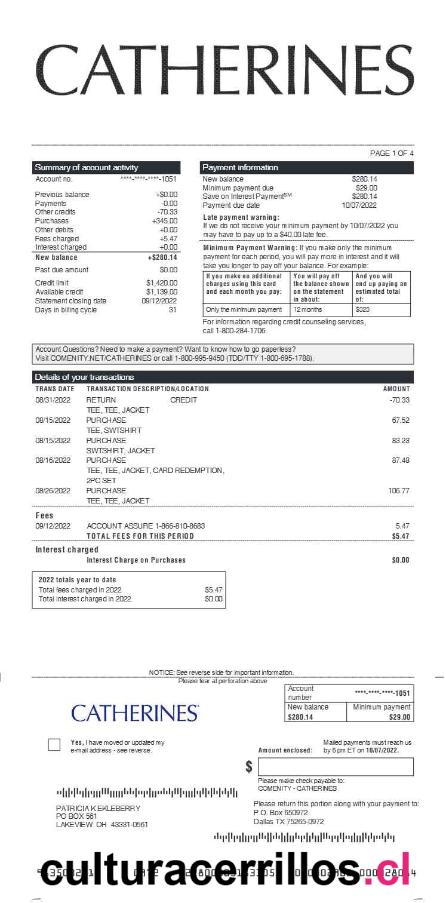 CATHERINES
PAGE 1 OF 4
Summary of account activity
Account no. ****-****-****-1051
Previous balance +$0.00
Payments -0.00
Other credits -70.33
Purchases +345.00
Other debits +0.00
Fees charged +5.47
Interest charged +0.00
New balance +$280.14
Past due amount $0.00
Credit limit $1,420.00
Available credit $1,139.00
Statement closing date 09/12/2022
Days in billing cycle 31
Payment information
New balance $280.14
Minimum payment due $29.00
Save on Interest Payment
Payment due date 10/07/2022
$280.14
Late payment warning:
If we do not receive your minimum payment by 10/07/2022 you
may have to pay up to a $40.00 late fee.
Minimum Payment Warning: If you make only the minimum
payment for each period, you will pay more in interest and it will
take you longer to pay off your balance. For example:
If you make no additional
charges using this card
and each month you pay:
You will pay off
the balance shown
on the statement
in about:
And you will
end up paying an
estimated total
of:
Only the minimum payment 12 months $323
For information regarding credit counseling services,
call 1-800-284-1706.
Account Questions? Need to make a payment? Want to know how to go paperless?
Visit COMENITY.NET/CATHERINES or call 1-800-995-9450 (TDD/TTY 1-800-695-1788).
Details of your transactions
TRANS DATE TRANSACTION DESCRIPTION/LOCATION AMOUNT
08/31/2022 RETURN CREDIT -70.33
TEE, TEE, JACKET
08/15/2022 PURCHASE 67.52
TEE, SWTSHIRT
08/15/2022 PURCHASE 83.23
SWTSHIRT, JACKET
08/16/2022 PURCHASE 87.48
TEE, TEE, JACKET, CARD REDEMPTION,
2PC SET
08/26/2022 PURCHASE 106.77
TEE, TEE, JACKET
Fees
09/12/2022 ACCOUNT ASSURE 1-866-810-8683 5.47
TOTAL FEES FOR THIS PERIOD $5.47
Interest charged
Interest Charge on Purchases $0.00
2022 totals year to date
Total fees charged in 2022 $5.47
Total interest charged in 2022 $0.00
NOTICE: See reverse side for important information.
Please tear at perforation above
CATHERINES
Account
number ****-****-****-1051
New balance Minimum payment
$280.14 $29.00
Yes, I have moved or updated my
e-mail address - see reverse.
Mailed payments must reach us
Amount enclosed: by 6 pm ET on 10/07/2022.
$
Please make check payable to:
COMENITY - CATHERINES
PATRICIA K EKLEBERRY
PO BOX 561
LAKEVIEW OH 43331-0561
Please return this portion along with your payment to:
P.O. Box 650972
Dallas TX 75265-0972
culturacerrillos.cl